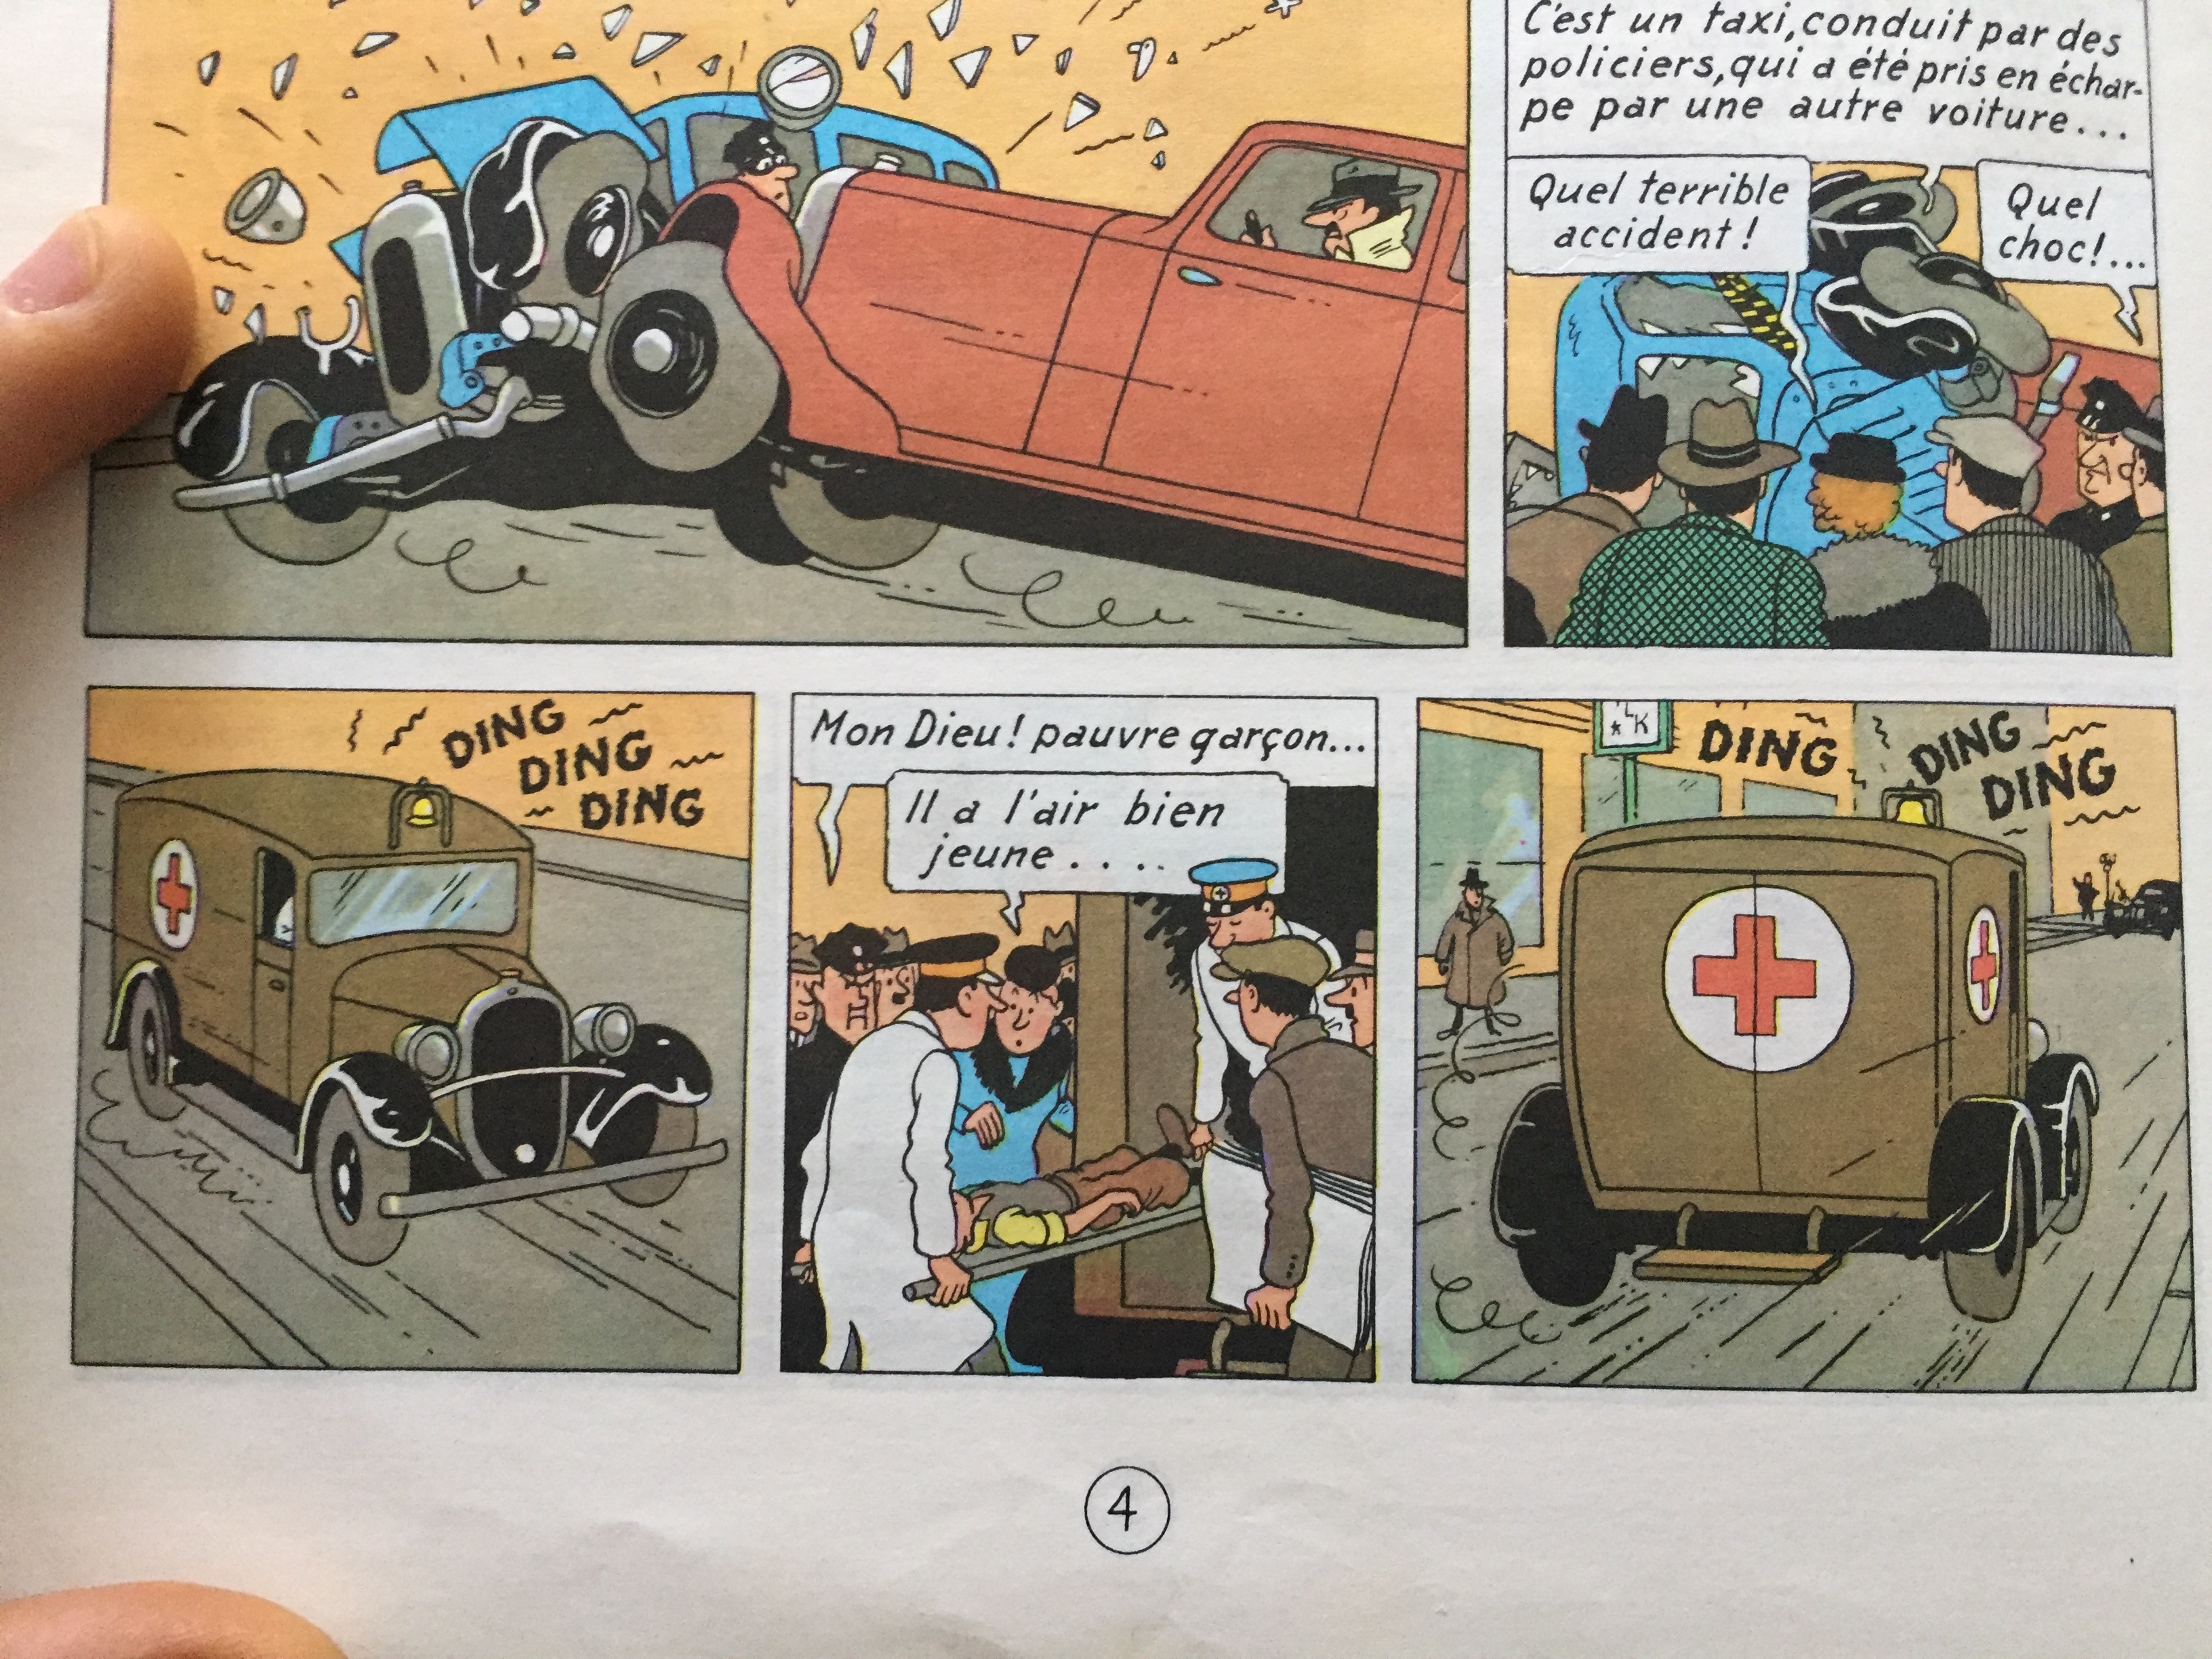 C'est un taxi, conduit par des
policiers, qui a été pris en échar-
pe par une autre voiture...
Quel terrible
accident !
Quel
choc!...
DING
DING
DING
Mon Dieu! pauvre garçon...
Il a l'air bien
jeune....
LK
DING
DING
DING
4